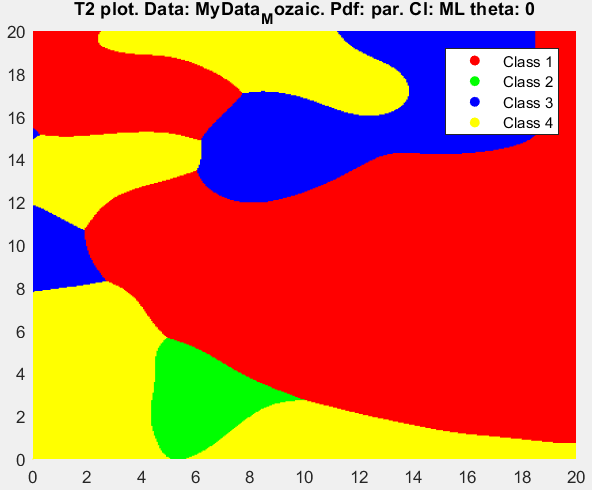 T2 plot. Data: MyData_Mozaic. Pdf: par. Cl: ML theta: 0
20
18
16
14
12
10
8
6
4
2
0
Class 1
Class 2
Class 3
Class 4
0 2 4 6 8 10 12 14 16 18 20